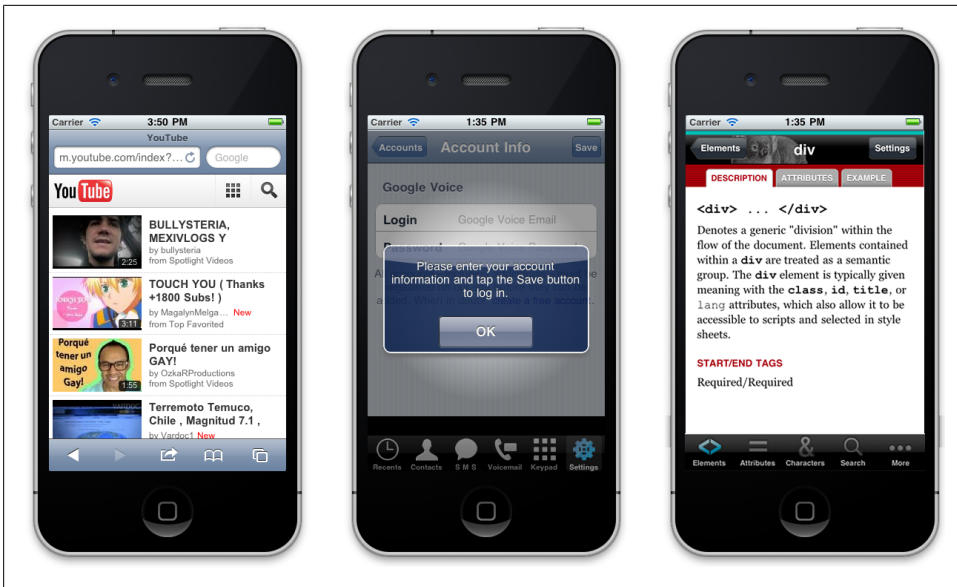 Carrier 3:50 PM
YouTube
m.youtube.com/index?... Google
You Tube
BULLYSTERIA,
MEXIVLOGS Y
by bullysteria
from Spotlight Videos
2:25
TOUCH YOU ( Thanks
+1800 Subs! )
by MagalynMelga... New
from Top Favorited
3:11
Porqué tener un amigo
GAY!
by OzkaRProductions
from Spotlight Videos
Porqué
tener un
amigo
Gay!
1:55
Terremoto Temuco,
Chile , Magnitud 7.1 ,
by Vardoc1 New
VARDOC
Carrier 1:35 PM
Accounts Account Info Save
Google Voice
Login Google Voice Email
Password
Please enter your account
information and tap the Save button
to log in.
OK
Recents Contacts S M S Voicemail Keypad Settings
Carrier 1:35 PM
Elements div Settings
DESCRIPTION ATTRIBUTES EXAMPLE
<div> ... </div>
Denotes a generic "division" within the
flow of the document. Elements contained
within a div are treated as a semantic
group. The div element is typically given
meaning with the class, id, title, or
lang attributes, which also allow it to be
accessible to scripts and selected in style
sheets.
START/END TAGS
Required/Required
Elements Attributes Characters Search More